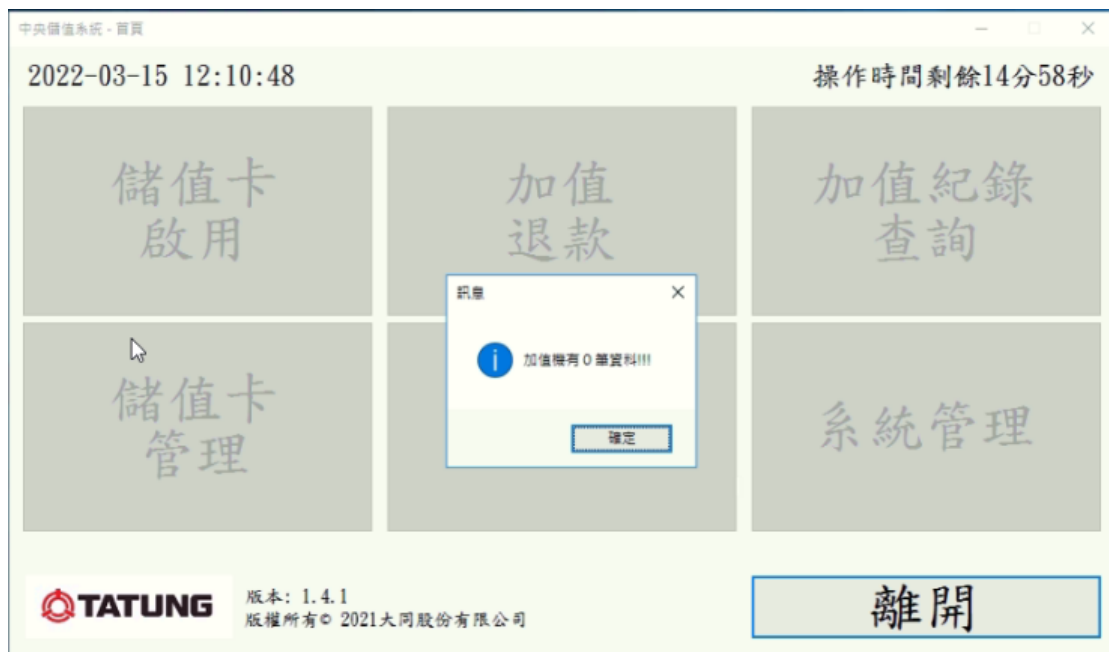 中央儲值系統 - 首頁
2022-03-15 12:10:48
操作時間剩餘14分58秒
儲值卡
啟用
加值
退款
加值紀錄
查詢
訊息
加值機有 0 筆資料!!!
確定
儲值卡
管理
系統管理
TATUNG
版本: 1.4.1
版權所有© 2021大同股份有限公司
離開